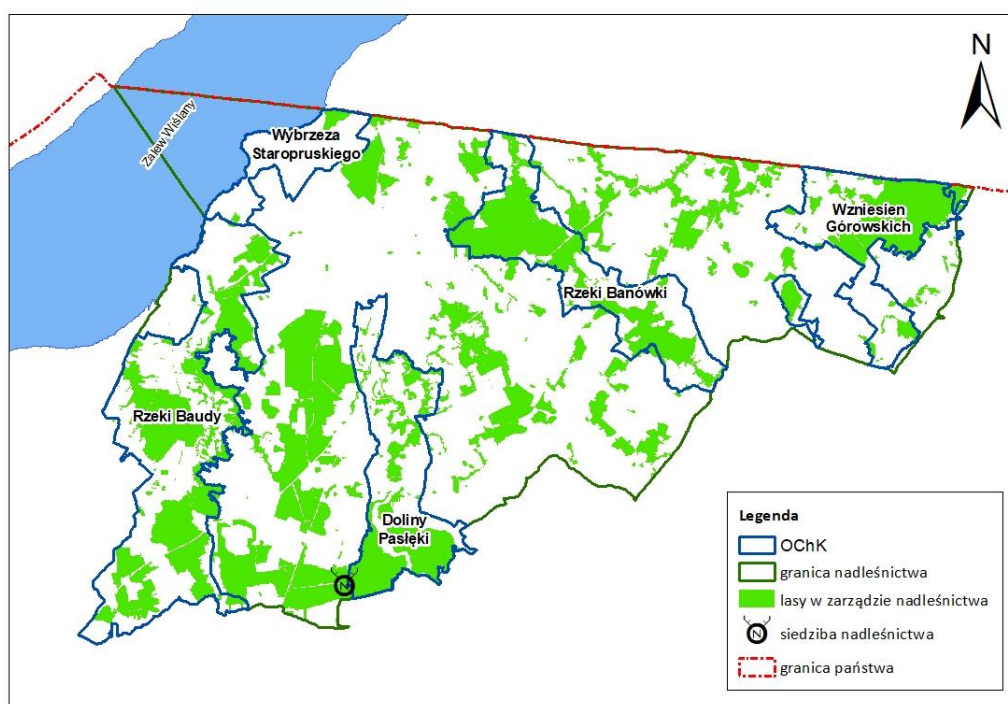 N
Zalew Wiślany
Wybrzeza
Staropruskiego
Wzniesien
Górowskich
Rzeki Banówki
Rzeki Baudy
Doliny
Pasłęki
N
Legenda
OChK
granica nadleśnictwa
lasy w zarządzie nadleśnictwa
N
siedziba nadleśnictwa
granica państwa